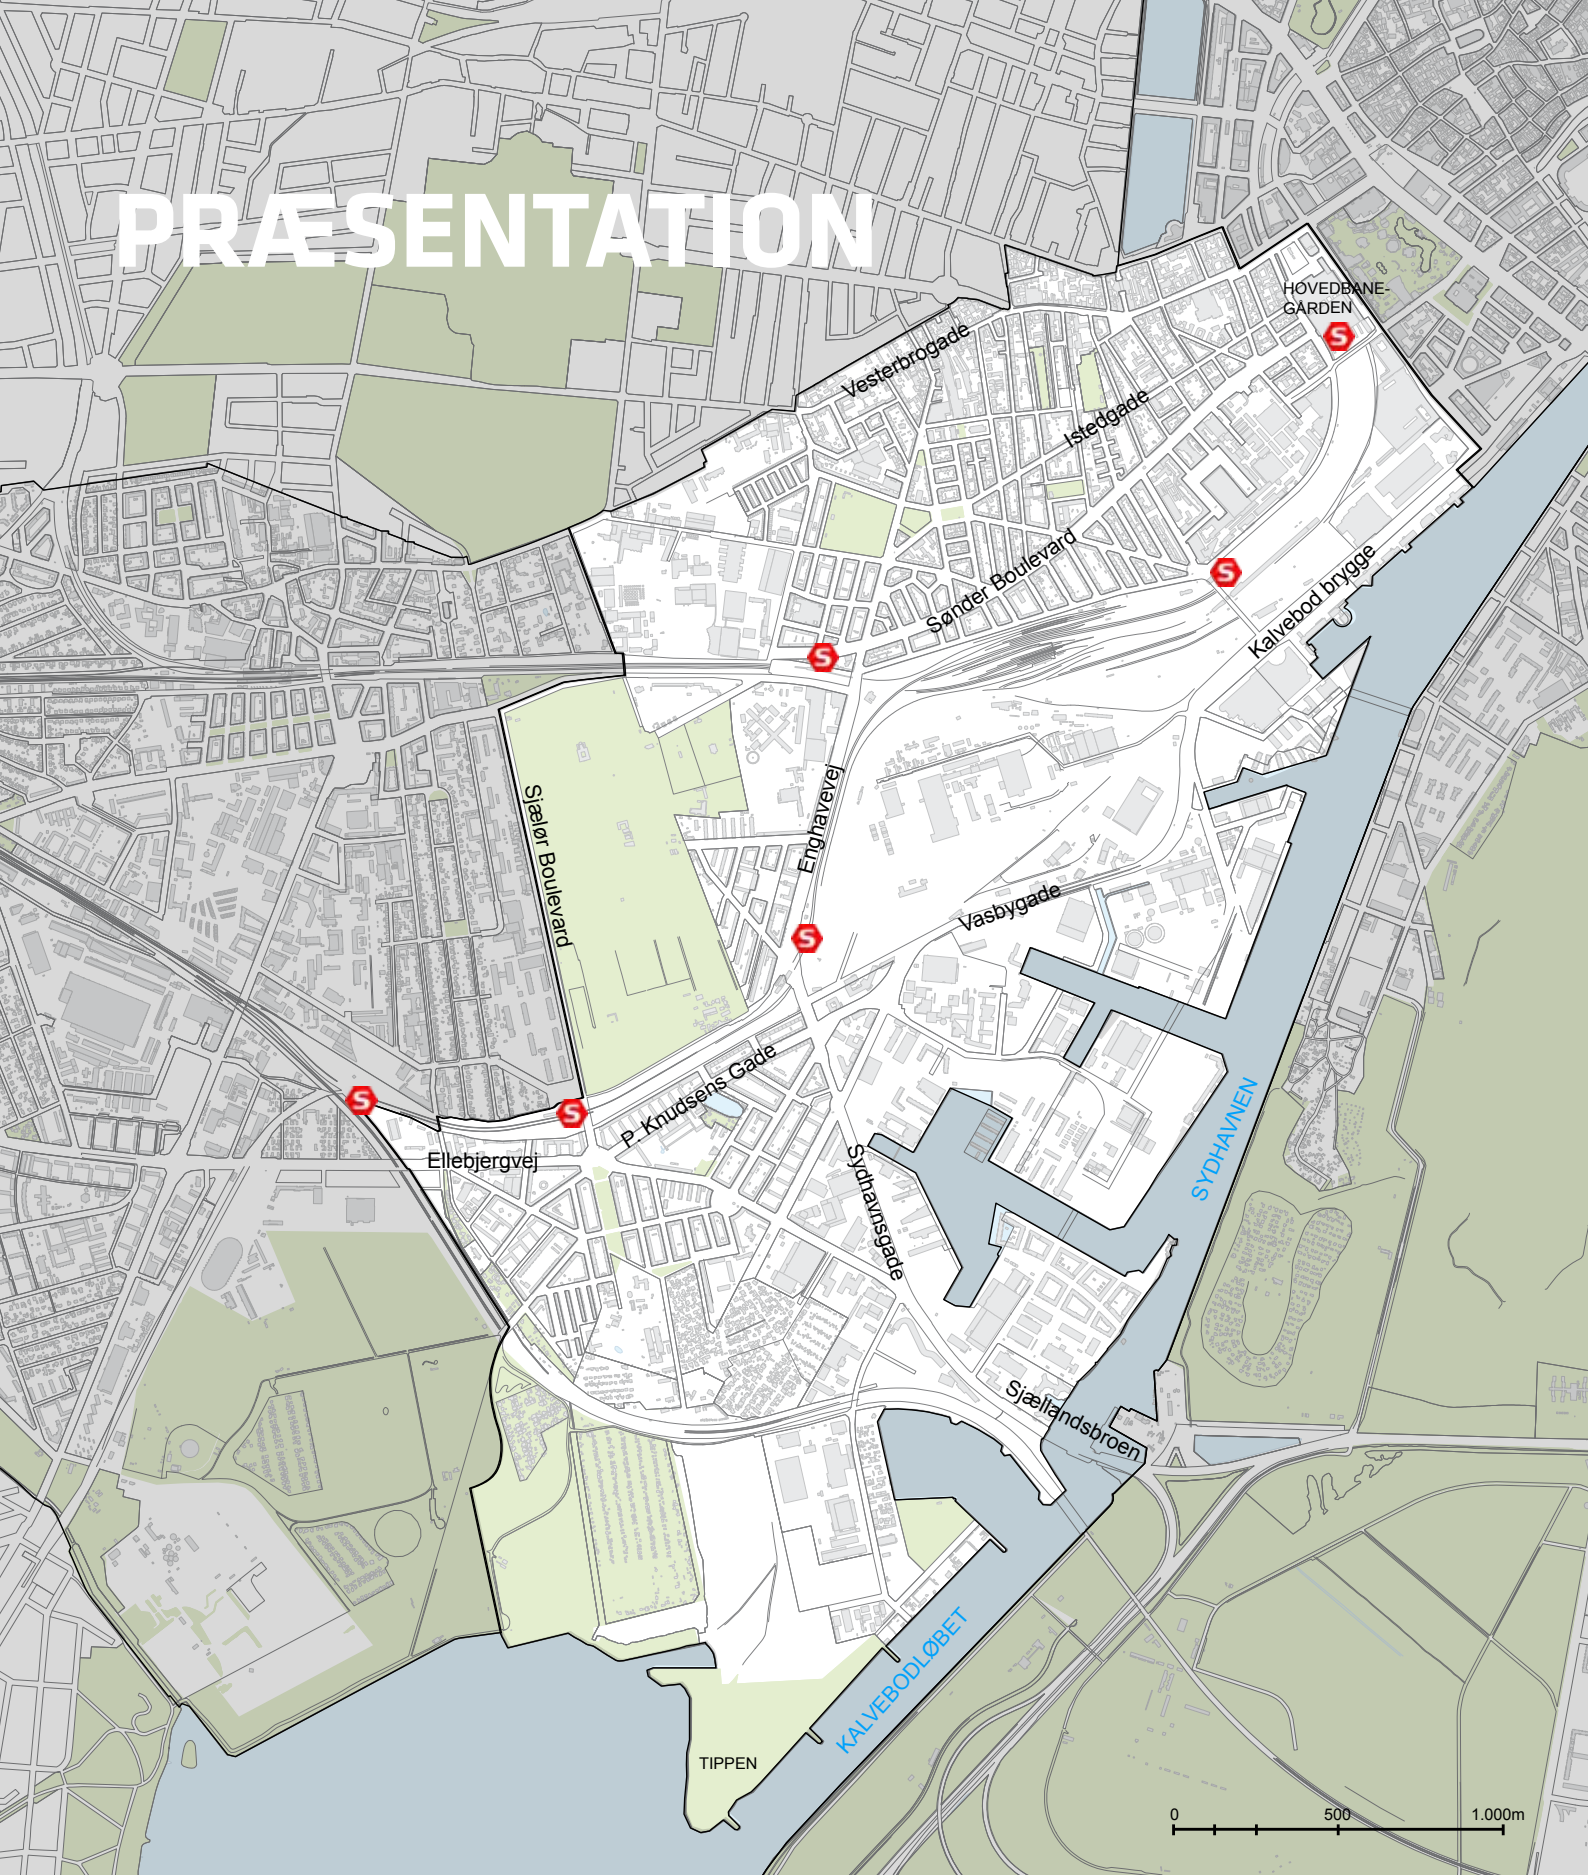 PRÆSENTATION
HOVEDBANE-
GÅRDEN
S
Vesterbrogade
Istedgade
Sønder Boulevard
S
Kalvebod brygge
S
Enghavevej
Sjælør Boulevard
Vasbygade
S
P. Knudsens Gade
S
S
Ellebjergvej
Sydhavnsgade
SYDHAVNEN
Sjællandsbroen
KALVEBODLØBET
TIPPEN
0 500 1.000m